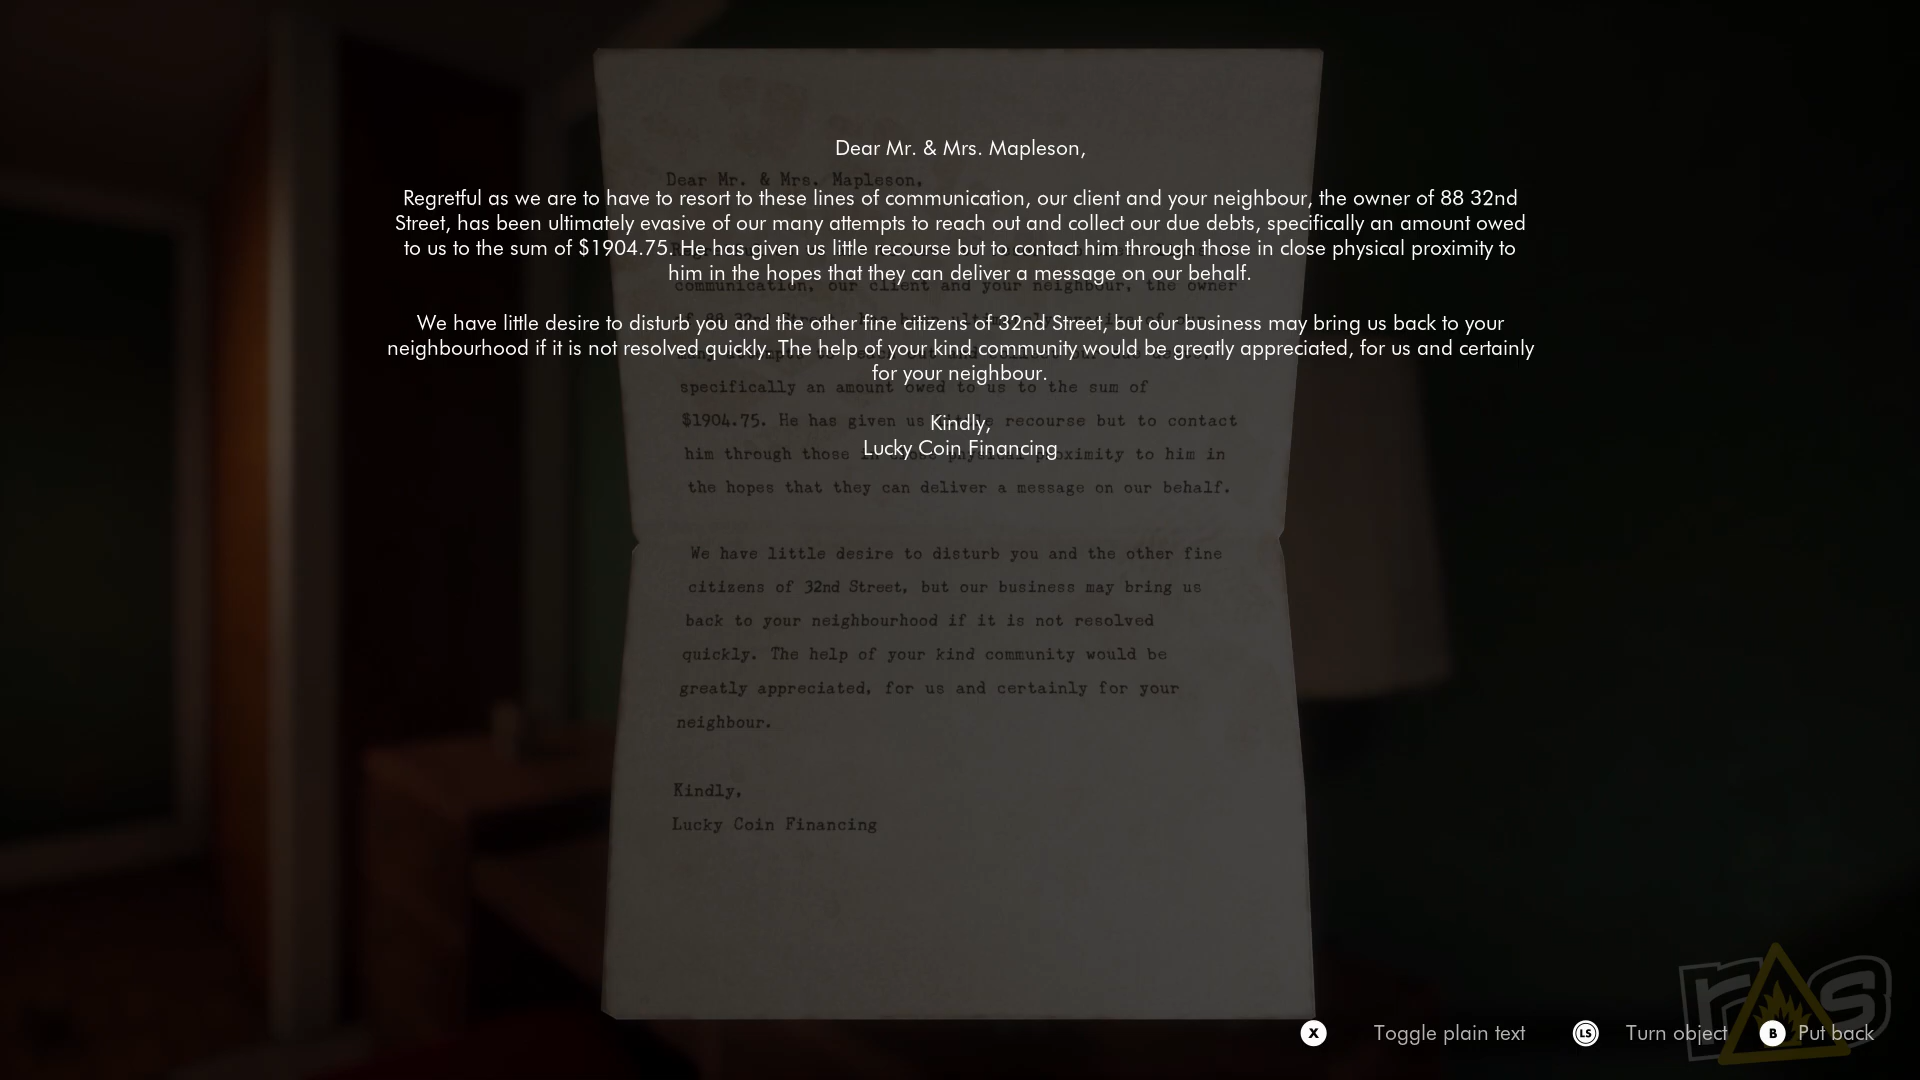 Dear Mr. & Mrs. Mapleson,
Regretful as we are to have to resort to these lines of communication, our client and your neighbour, the owner of 88 32nd
Street, has been ultimately evasive of our many attempts to reach out and collect our due debts, specifically an amount owed
to us to the sum of $1904.75. He has given us little recourse but to contact him through those in close physical proximity to
him in the hopes that they can deliver a message on our behalf.
We have little desire to disturb you and the other fine citizens of 32nd Street, but our business may bring us back to your
neighbourhood if it is not resolved quickly. The help of your kind community would be greatly appreciated, for us and certainly
for your neighbour.
Kindly,
Lucky Coin Financing
Dear Mr. & Mrs. Mapleson,
communication, our client and your neighbour, the owner
specifically an amount owed to us to the sum of
$1904.75. He has given us recourse but to contact
him through those in close physical proximity to him in
the hopes that they can deliver a message on our behalf.
We have little desire to disturb you and the other fine
citizens of 32nd Street, but our business may bring us
back to your neighbourhood if it is not resolved
quickly. The help of your kind community would be
greatly appreciated, for us and certainly for your
neighbour.
Kindly,
Lucky Coin Financing
X Toggle plain text LS Turn object B Put back